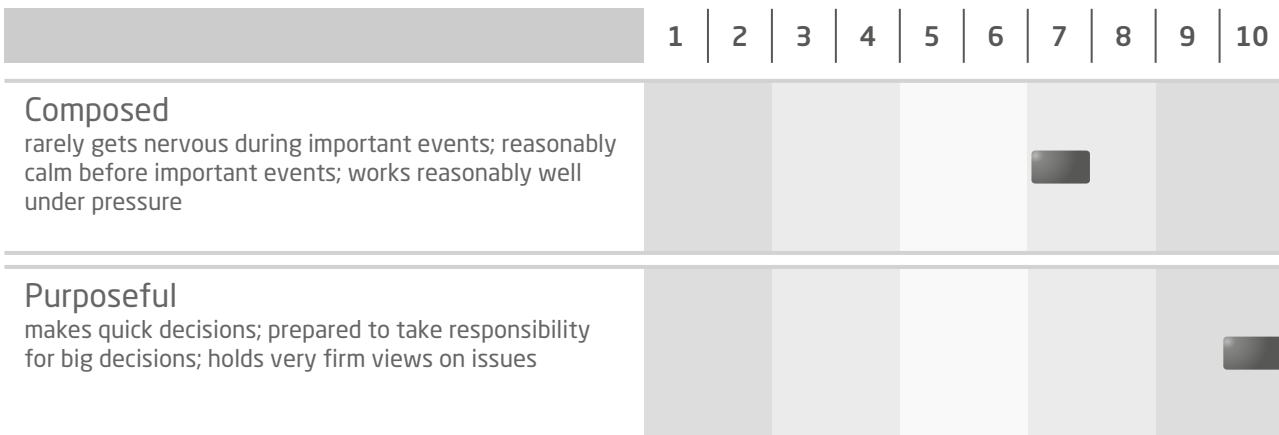 1 2 3 4 5 6 7 8 9 10
Composed
rarely gets nervous during important events; reasonably
calm before important events; works reasonably well
under pressure
Purposeful
makes quick decisions; prepared to take responsibility
for big decisions; holds very firm views on issues